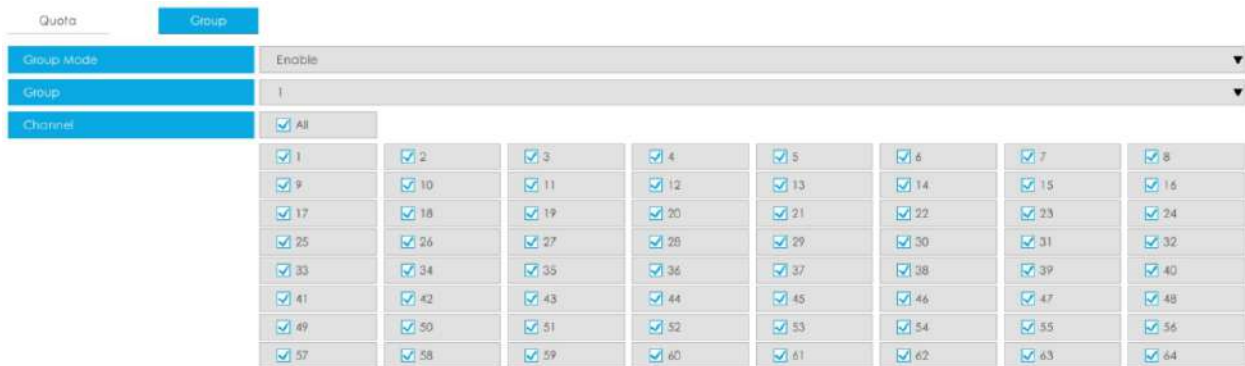 Quota Group
Group Mode Enable
Group 1
Channel All
1 2 3 4 5 6 7 8
9 10 11 12 13 14 15 16
17 18 19 20 21 22 23 24
25 26 27 28 29 30 31 32
33 34 35 36 37 38 39 40
41 42 43 44 45 46 47 48
49 50 51 52 53 54 55 56
57 58 59 60 61 62 63 64